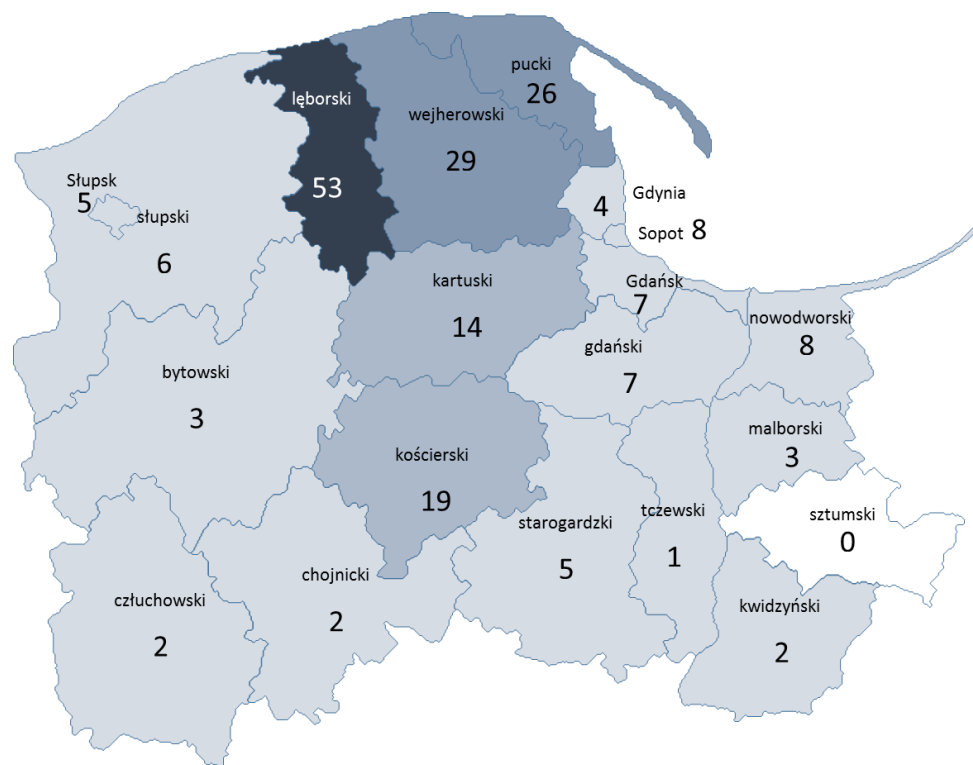 pucki
26
lęborski
53
wejherowski
29
Słupsk
5
słupski
6
4
Gdynia
Sopot 8
kartuski
14
Gdańsk
7
nowodworski
8
gdański
7
bytowski
3
malborski
3
kościerski
19
starogardzki
5
tczewski
1
sztumski
0
chojnicki
2
człuchowski
2
kwidzyński
2